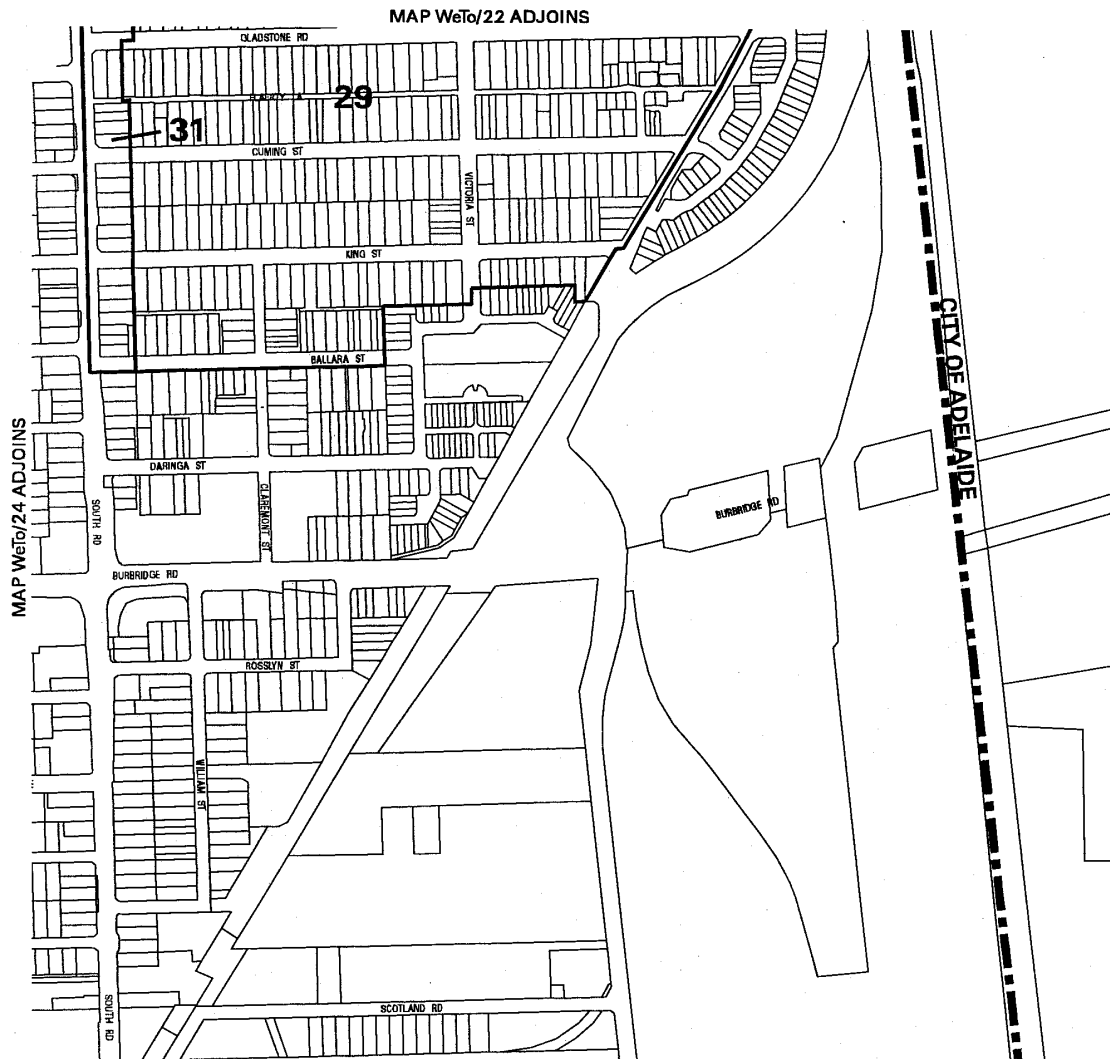 MAP WeTo/22 ADJOINS
GLADSTONE RD
29
31
CUMING ST
VICTORIA ST
KING ST
BALLARA ST
CITY OF ADELAIDE
MAP WeTo/24 ADJOINS
DARINGA ST
SOUTH RD
CLAREMONT ST
BURBRIDGE RD
BURBRIDGE RD
ROSSLYN ST
WILLIAM ST
SOUTH RD
SCOTLAND RD